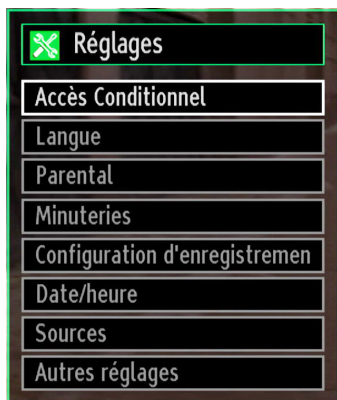 Réglages
Accès Conditionnel
Langue
Parental
Minuteries
Configuration d'enregistremen
Date/heure
Sources
Autres réglages